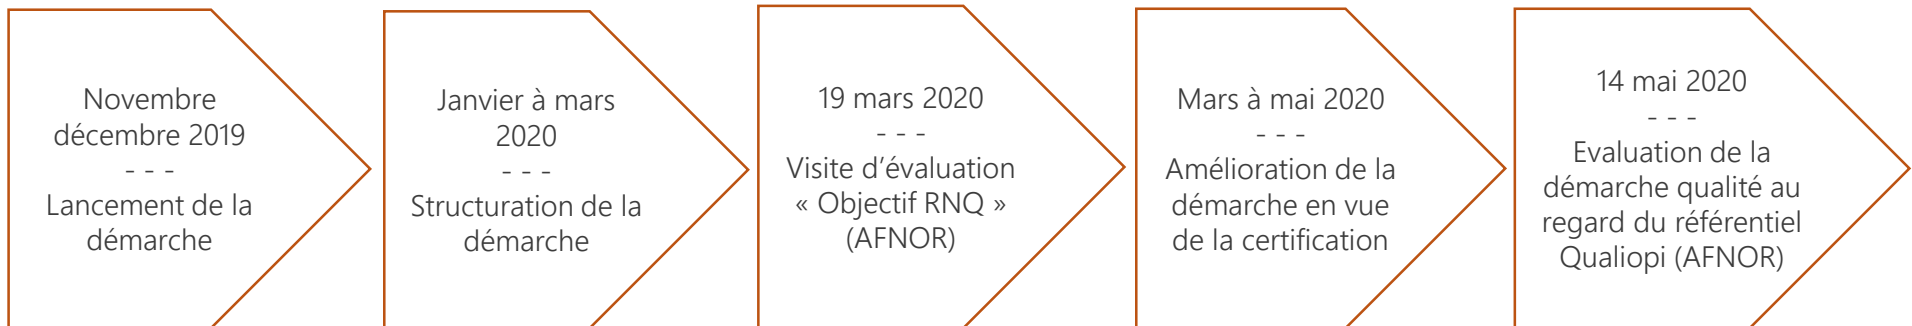 Novembre
décembre 2019
- - -
Lancement de la
démarche
Janvier à mars
2020
- - -
Structuration de la
démarche
19 mars 2020
- - -
Visite d’évaluation
« Objectif RNQ »
(AFNOR)
Mars à mai 2020
- - -
Amélioration de la
démarche en vue
de la certification
14 mai 2020
- - -
Evaluation de la
démarche qualité au
regard du référentiel
Qualiopi (AFNOR)